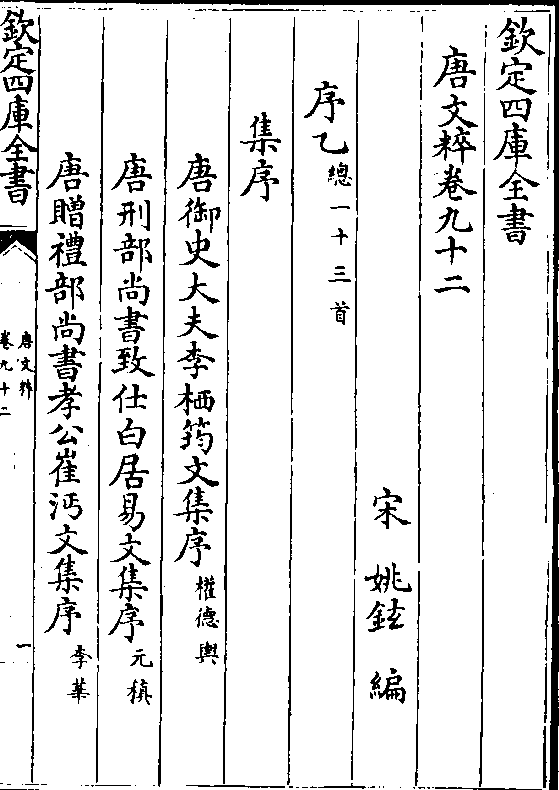 欽定四庫全書
唐文粹卷九十二
宋 姚鉉 編
序乙總一十三首
集序
唐御史大夫李栖筠文集序權德輿
唐刑部尚書致仕白居易文集序元稹
唐贈禮部尚書孝公崔沔文集序李華
欽定四庫全書
唐文粹
卷九十二
一